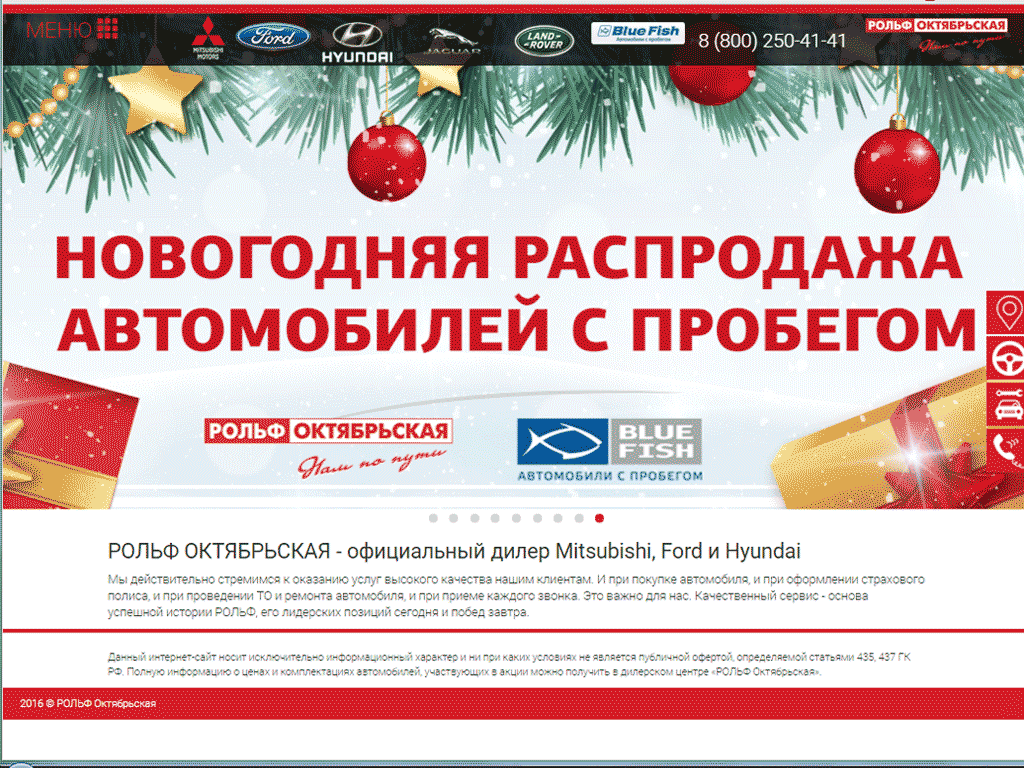 МЕНЮ
MITSUBISHI
MOTORS
Ford
HYUNDAI
JAGUAR
LAND-
ROVER
Blue Fish
Автомобили с пробегом
8 (800) 250-41-41
РОЛЬФ ОКТЯБРЬСКАЯ
Нам по пути
НОВОГОДНЯЯ РАСПРОДАЖА
АВТОМОБИЛЕЙ С ПРОБЕГОМ
РОЛЬФ ОКТЯБРЬСКАЯ
Нам по пути
BLUE
FISH
АВТОМОБИЛИ С ПРОБЕГОМ
РОЛЬФ ОКТЯБРЬСКАЯ - официальный дилер Mitsubishi, Ford и Hyundai
Мы действительно стремимся к оказанию услуг высокого качества нашим клиентам. И при покупке автомобиля, и при оформлении страхового
полиса, и при проведении ТО и ремонта автомобиля, и при приеме каждого звонка. Это важно для нас. Качественный сервис - основа
успешной истории РОЛЬФ, его лидерских позиций сегодня и побед завтра.
Данный интернет-сайт носит исключительно информационный характер и ни при каких условиях не является публичной офертой, определяемой статьями 435, 437 ГК
РФ. Полную информацию о ценах и комплектациях автомобилей, участвующих в акции можно получить в дилерском центре «РОЛЬФ Октябрьская».
2016 © РОЛЬФ Октябрьская